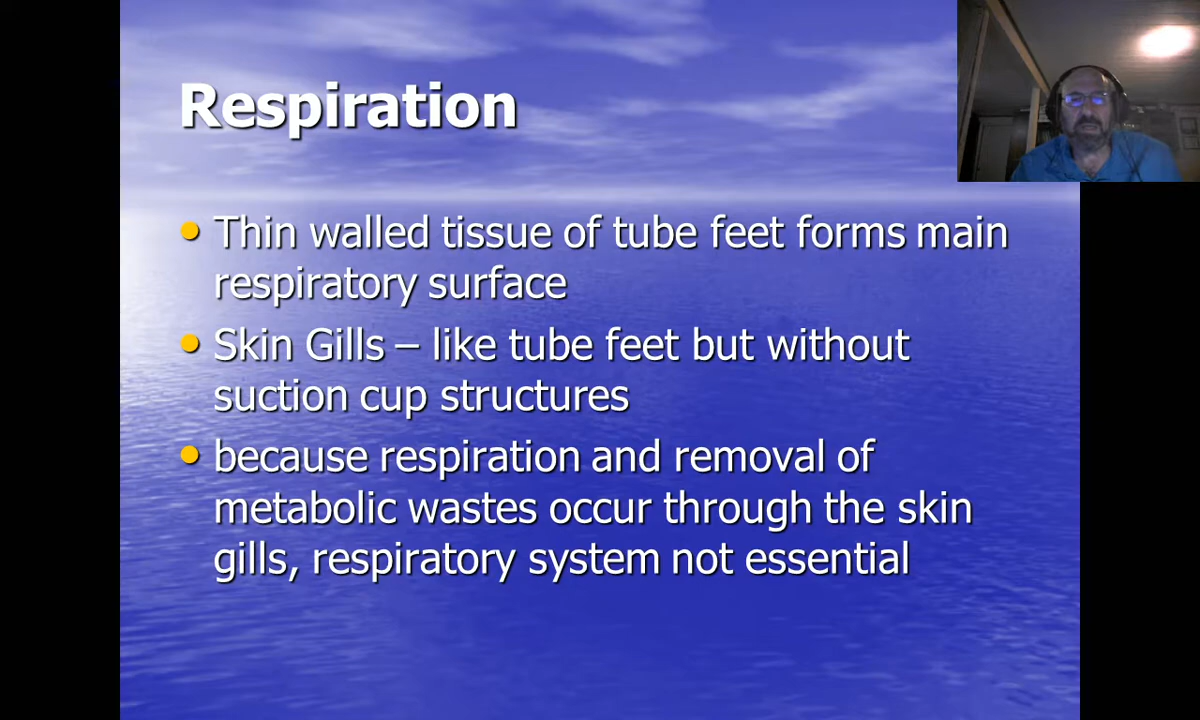 Respiration
Thin walled tissue of tube feet forms main
respiratory surface
Skin Gills – like tube feet but without
suction cup structures
because respiration and removal of
metabolic wastes occur through the skin
gills, respiratory system not essential